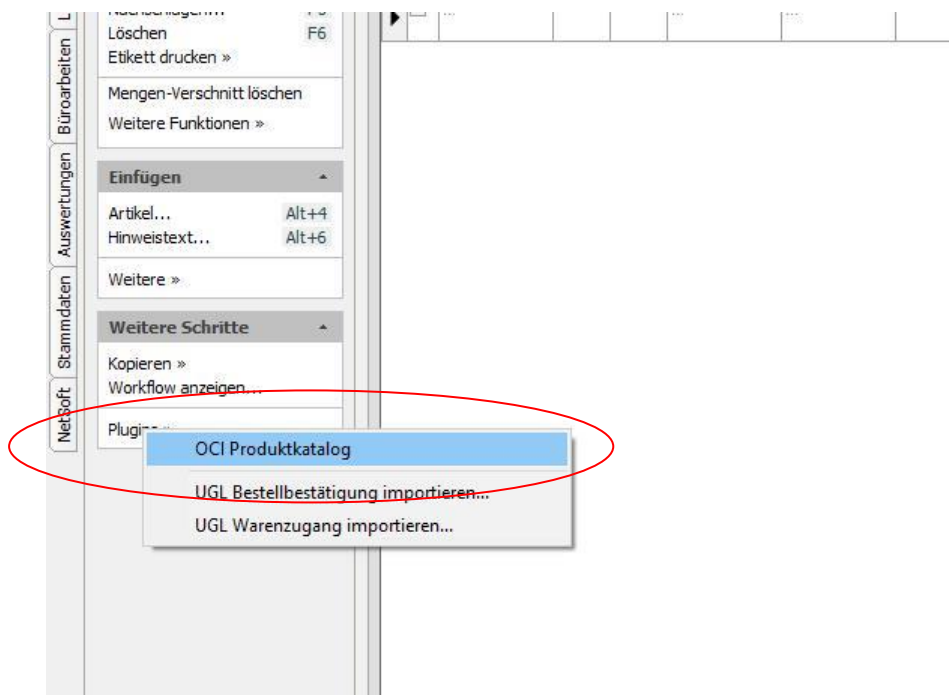 Löschen F6
Etikett drucken »
Mengen-Verschnitt löschen
Weitere Funktionen »
Einfügen
Artikel... Alt+4
Hinweistext... Alt+6
Weitere »
Weitere Schritte
Kopieren »
Workflow anzeigen...
Plugins »
OCI Produktkatalog
UGL Bestellbestätigung importieren...
UGL Warenzugang importieren...
Büroarbeiten
Auswertungen
Stammdaten
NetSoft
... ... ...